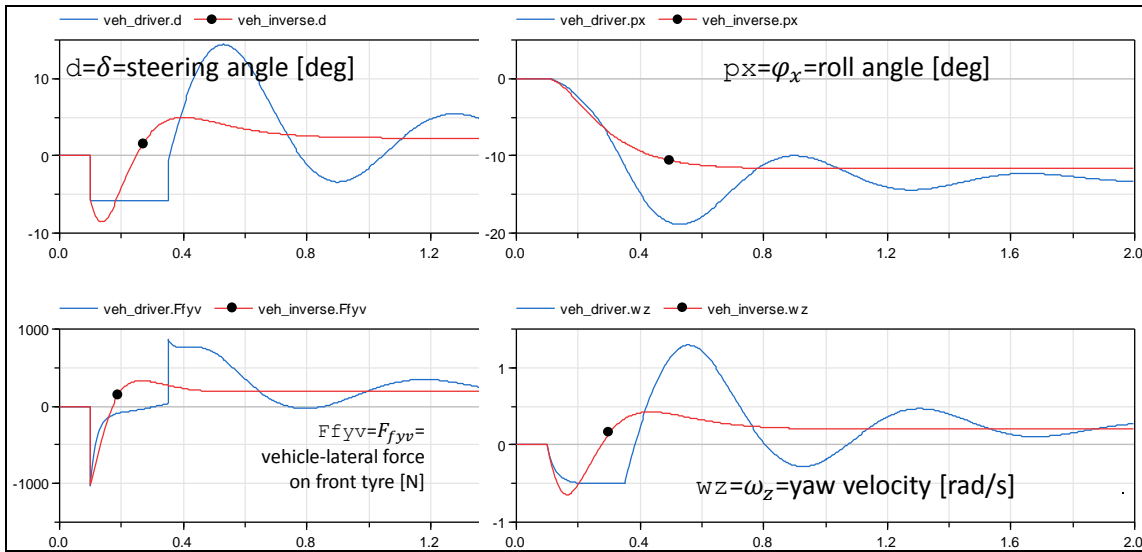 veh_driver.d veh_inverse.d
d=δ=steering angle [deg]
10
0
-10
0.0 0.4 0.8 1.2
veh_driver.px veh_inverse.px
px=φₓ=roll angle [deg]
0
-10
-20
0.0 0.4 0.8 1.2 1.6 2.0
veh_driver.Ffyv veh_inverse.Ffyv
1000
0
-1000
Ffyv=F_fyv=
vehicle-lateral force
on front tyre [N]
0.0 0.4 0.8 1.2
veh_driver.wz veh_inverse.wz
1
0
-1
wz=ω_z=yaw velocity [rad/s]
.
0.0 0.4 0.8 1.2 1.6 2.0